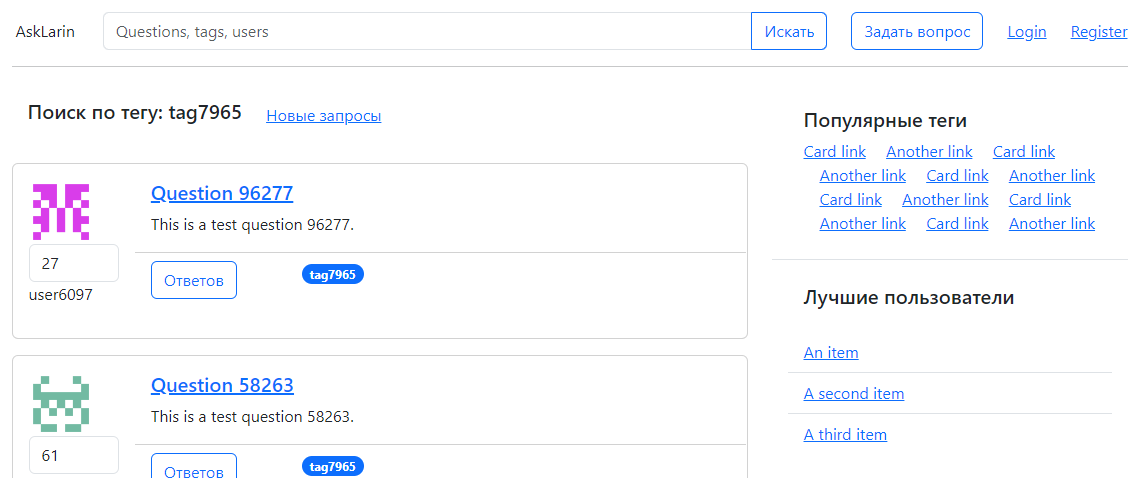 AskLarin Questions, tags, users Искать Задать вопрос Login Register
Поиск по тегу: tag7965 Новые запросы
Question 96277
This is a test question 96277.
27
user6097
Ответов tag7965
Question 58263
This is a test question 58263.
61
Ответов tag7965
Популярные теги
Card link Another link Card link
Another link Card link Another link
Card link Another link Card link
Another link Card link Another link
Лучшие пользователи
An item
A second item
A third item